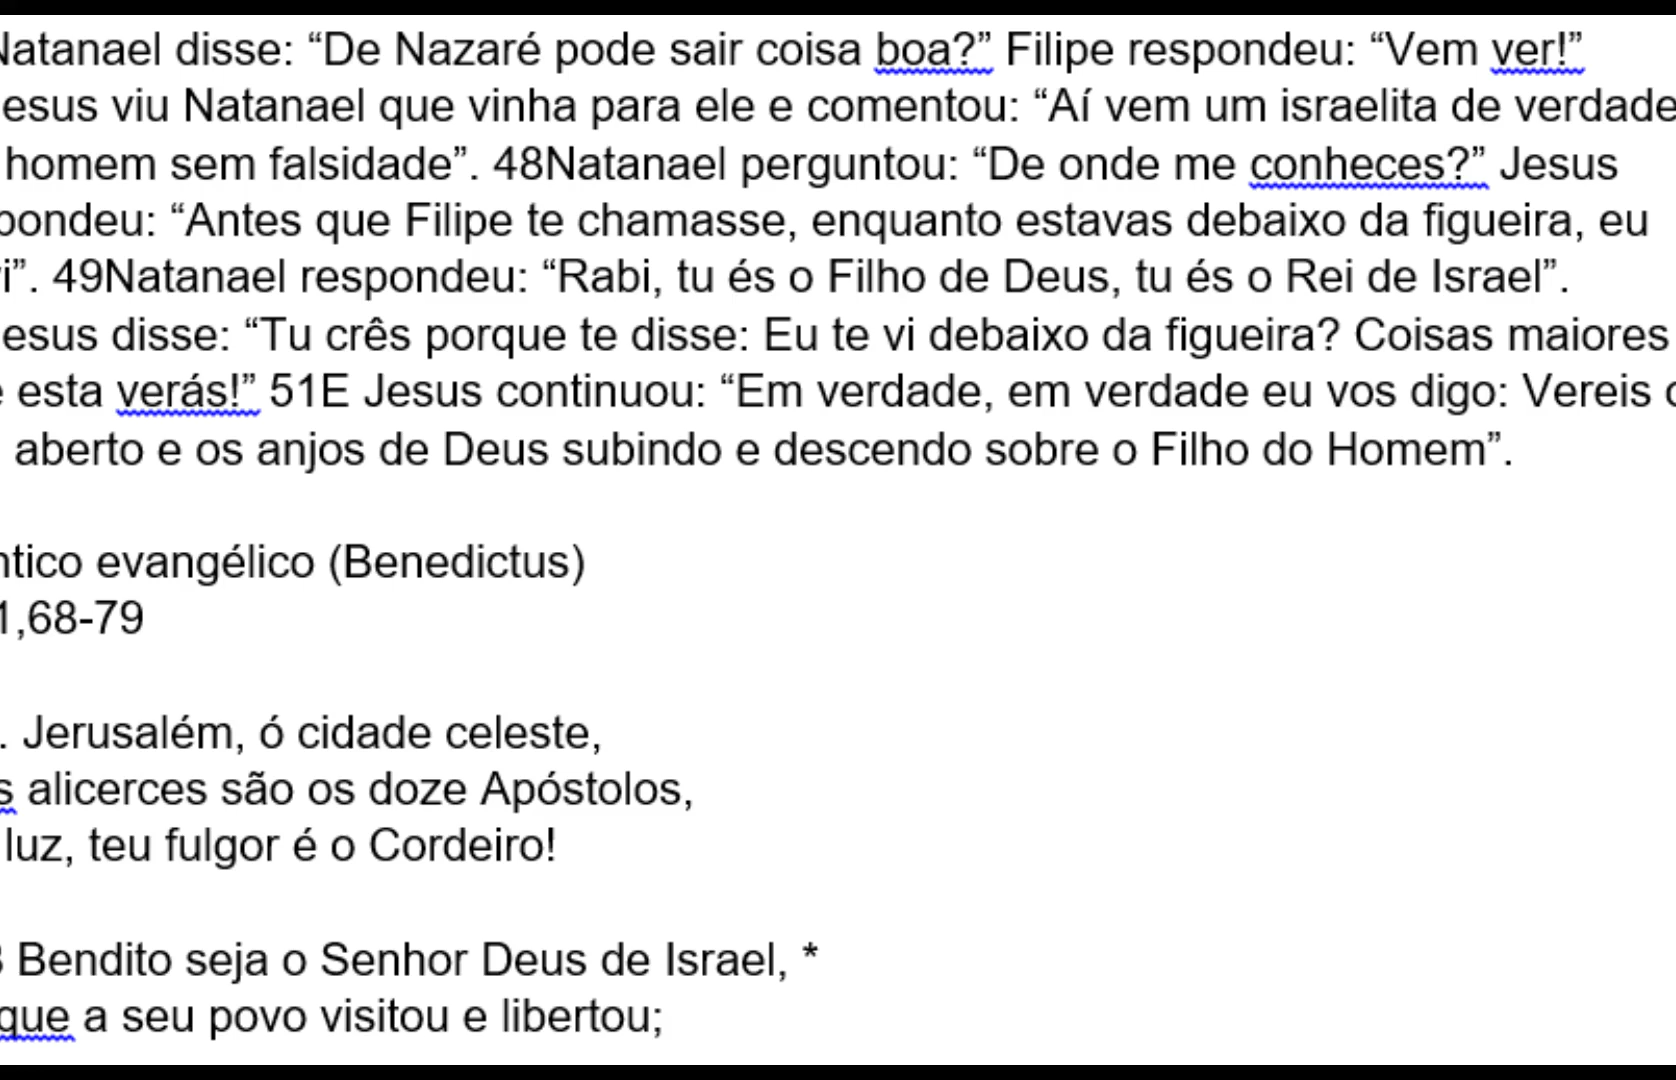 Natanael disse: “De Nazaré pode sair coisa boa?” Filipe respondeu: “Vem ver!”
esus viu Natanael que vinha para ele e comentou: “Aí vem um israelita de verdade
homem sem falsidade”. 48Natanael perguntou: “De onde me conheces?” Jesus
pondeu: “Antes que Filipe te chamasse, enquanto estavas debaixo da figueira, eu
i”. 49Natanael respondeu: “Rabi, tu és o Filho de Deus, tu és o Rei de Israel”.
esus disse: “Tu crês porque te disse: Eu te vi debaixo da figueira? Coisas maiores
e esta verás!” 51E Jesus continuou: “Em verdade, em verdade eu vos digo: Vereis
aberto e os anjos de Deus subindo e descendo sobre o Filho do Homem”.
ntico evangélico (Benedictus)
1,68-79
. Jerusalém, ó cidade celeste,
s alicerces são os doze Apóstolos,
luz, teu fulgor é o Cordeiro!
Bendito seja o Senhor Deus de Israel, *
que a seu povo visitou e libertou;